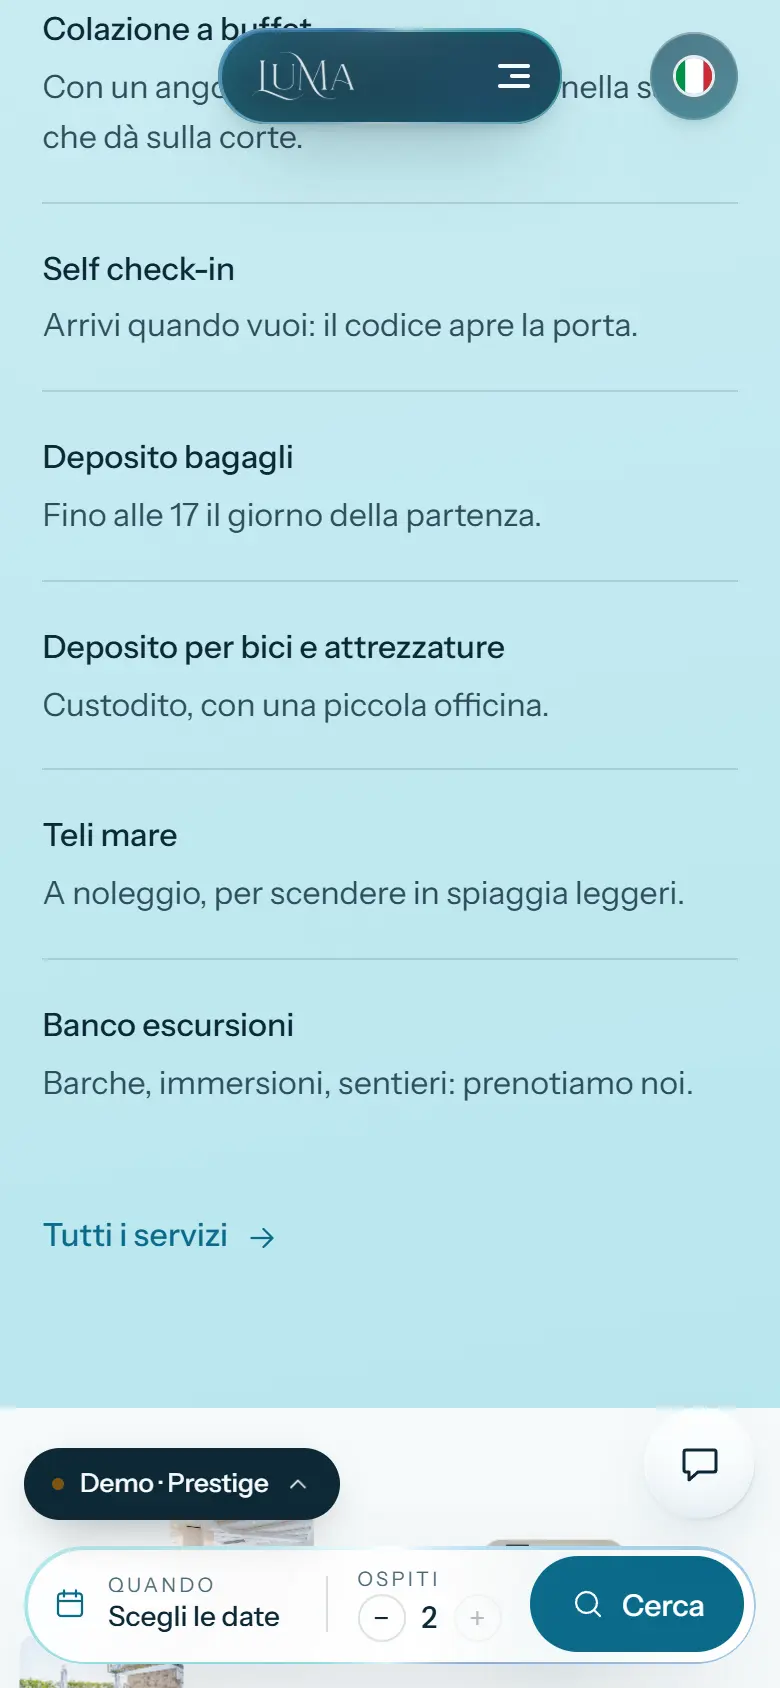 Colazione a buffet
LUMA
Con un ango
nella s
che dà sulla corte.
Self check-in
Arrivi quando vuoi: il codice apre la porta.
Deposito bagagli
Fino alle 17 il giorno della partenza.
Deposito per bici e attrezzature
Custodito, con una piccola officina.
Teli mare
A noleggio, per scendere in spiaggia leggeri.
Banco escursioni
Barche, immersioni, sentieri: prenotiamo noi.
Tutti i servizi →
Demo · Prestige
QUANDO
Scegli le date
OSPITI
− 2 +
Cerca